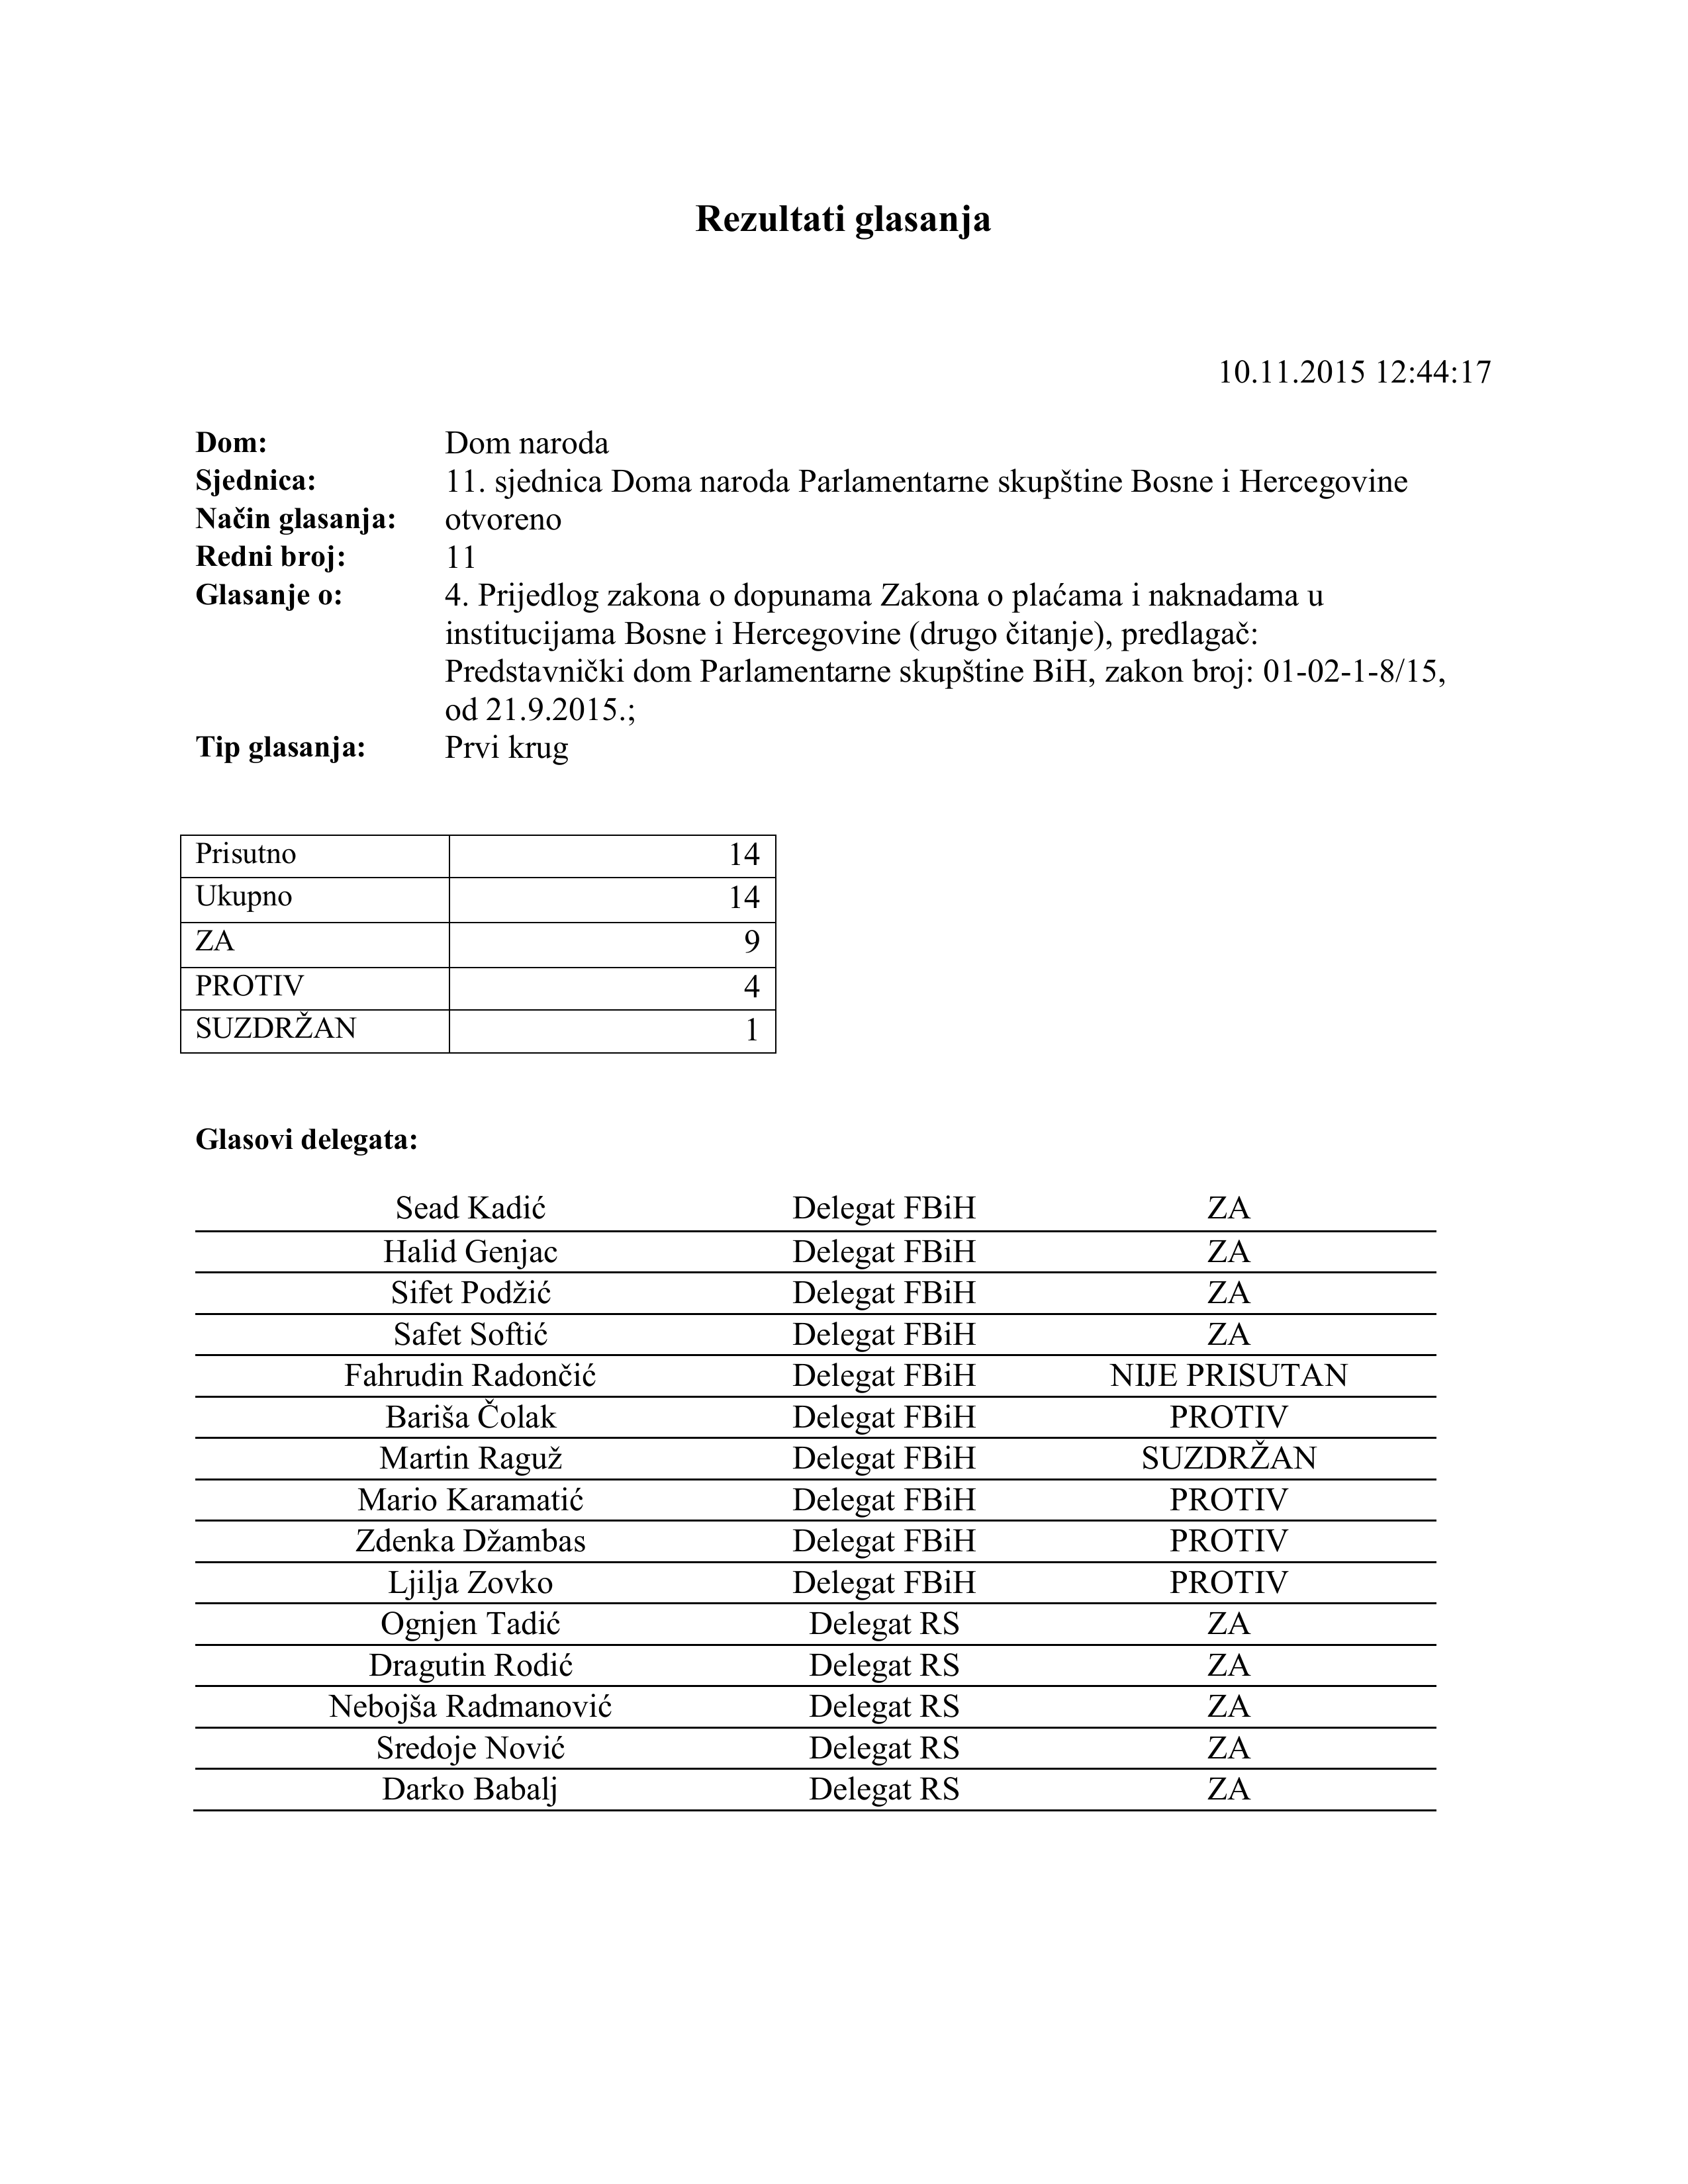 Rezultati glasanja
10.11.2015 12:44:17
Dom: Dom naroda
Sjednica: 11. sjednica Doma naroda Parlamentarne skupštine Bosne i Hercegovine
Način glasanja: otvoreno
Redni broj: 11
Glasanje o: 4. Prijedlog zakona o dopunama Zakona o plaćama i naknadama u
institucijama Bosne i Hercegovine (drugo čitanje), predlagač:
Predstavnički dom Parlamentarne skupštine BiH, zakon broj: 01-02-1-8/15,
od 21.9.2015.;
Tip glasanja: Prvi krug
Prisutno 14
Ukupno 14
ZA 9
PROTIV 4
SUZDRŽAN 1
Glasovi delegata:
Sead Kadić Delegat FBiH ZA
Halid Genjac Delegat FBiH ZA
Sifet Podžić Delegat FBiH ZA
Safet Softić Delegat FBiH ZA
Fahrudin Radončić Delegat FBiH NIJE PRISUTAN
Bariša Čolak Delegat FBiH PROTIV
Martin Raguž Delegat FBiH SUZDRŽAN
Mario Karamatić Delegat FBiH PROTIV
Zdenka Džambas Delegat FBiH PROTIV
Ljilja Zovko Delegat FBiH PROTIV
Ognjen Tadić Delegat RS ZA
Dragutin Rodić Delegat RS ZA
Nebojša Radmanović Delegat RS ZA
Sredoje Nović Delegat RS ZA
Darko Babalj Delegat RS ZA